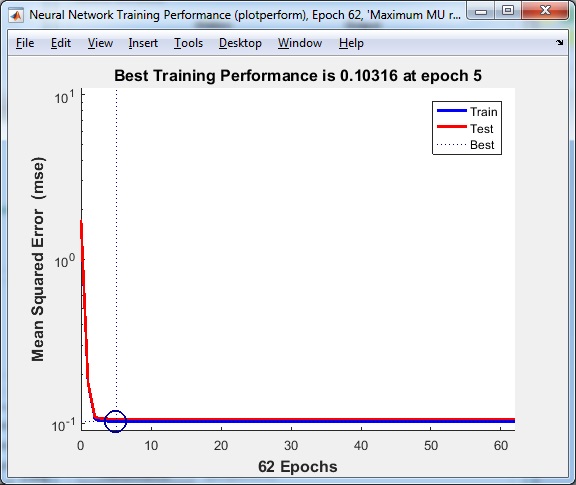 Neural Network Training Performance (plotperform), Epoch 62, 'Maximum MU r...
File Edit View Insert Tools Desktop Window Help
Best Training Performance is 0.10316 at epoch 5
Train
Test
Best
Mean Squared Error (mse)
10^1
10^0
10^-1
0 10 20 30 40 50 60
62 Epochs